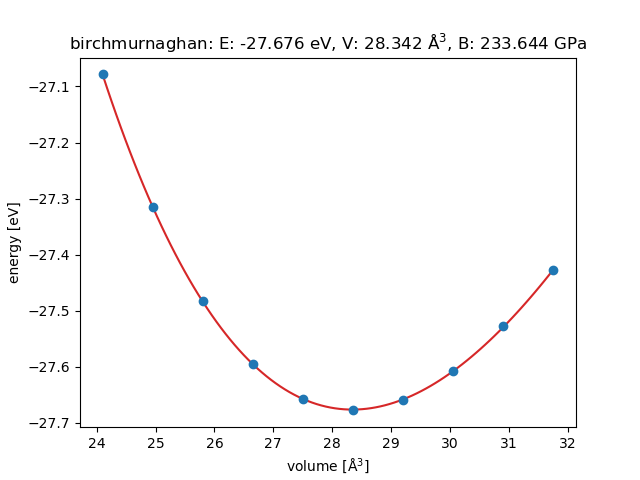 birchmurnaghan: E: -27.676 eV, V: 28.342 Å³, B: 233.644 GPa
−27.1
−27.2
−27.3
−27.4
−27.5
−27.6
−27.7
energy [eV]
24 25 26 27 28 29 30 31 32
volume [Å³]